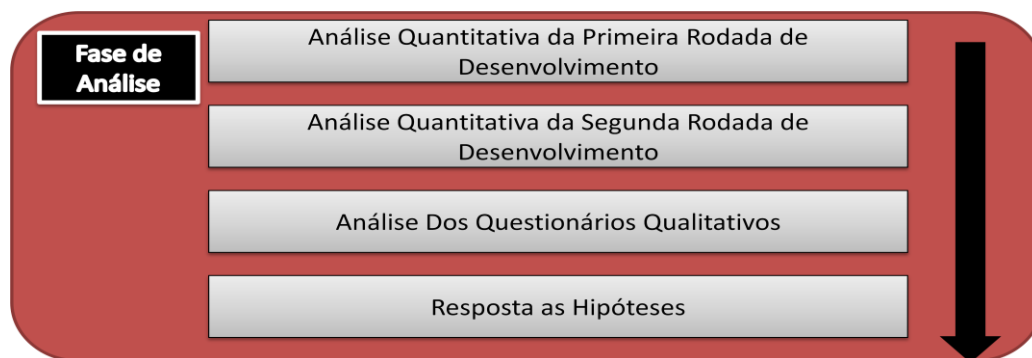 Fase de
Análise
Análise Quantitativa da Primeira Rodada de
Desenvolvimento
Análise Quantitativa da Segunda Rodada de
Desenvolvimento
Análise Dos Questionários Qualitativos
Resposta as Hipóteses